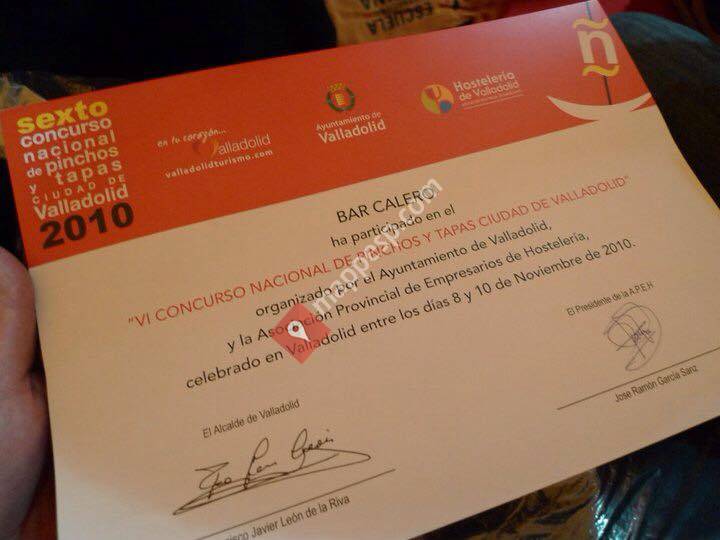 ESCUELA
sexto
concurso
nacional
de pinchos
y tapas
CIUDAD DE
Valladolid
2010
en tu corazón...
Valladolid
valladolidturismo.com
Ayuntamiento de
Valladolid
Hostelería
de Valladolid
ñ
BAR CALERO
ha participado en el
"VI CONCURSO NACIONAL DE PINCHOS Y TAPAS CIUDAD DE VALLADOLID"
organizado por el Ayuntamiento de Valladolid,
y la Asociación Provincial de Empresarios de Hostelería,
celebrado en Valladolid entre los días 8 y 10 de Noviembre de 2010.
El Presidente de la A.P.E.H.
Jose Ramón García Sanz
El Alcalde de Valladolid
Javier León de la Riva
mapposp.com